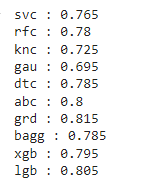 svc : 0.765
rfc : 0.78
knc : 0.725
gau : 0.695
dtc : 0.785
abc : 0.8
grd : 0.815
bagg : 0.785
xgb : 0.795
lgb : 0.805